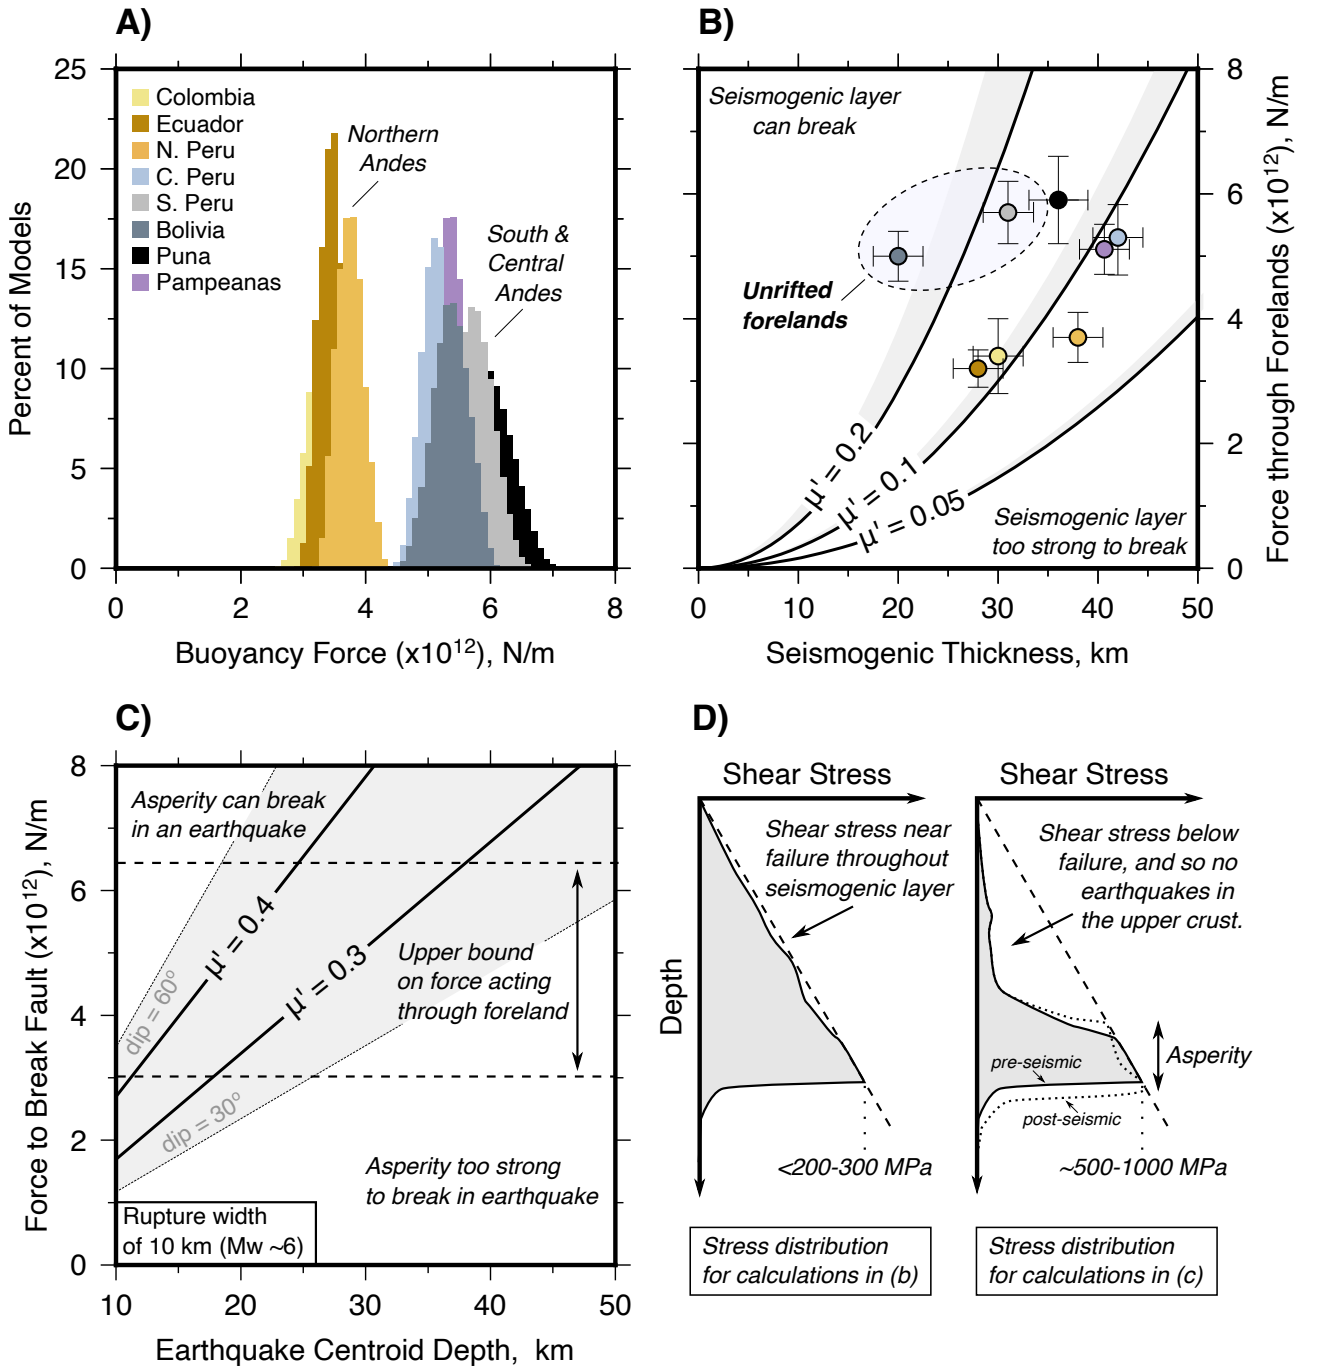 A)
25
20
15
10
5
0
Percent of Models
Colombia
Ecuador
N. Peru
C. Peru
S. Peru
Bolivia
Puna
Pampeanas
Northern
Andes
South &
Central
Andes
0 2 4 6 8
Buoyancy Force (x10¹²), N/m
B)
Seismogenic layer
can break
Unrifted
forelands
μ' = 0.2
μ' = 0.1
μ' = 0.05
Seismogenic layer
too strong to break
8
6
4
2
0
Force through Forelands (x10¹²), N/m
0 10 20 30 40 50
Seismogenic Thickness, km
C)
8
6
4
2
0
Force to Break Fault (x10¹²), N/m
Asperity can break
in an earthquake
dip = 60°
μ' = 0.4
μ' = 0.3
dip = 30°
Upper bound
on force acting
through foreland
Asperity too strong
to break in earthquake
Rupture width
of 10 km (Mw ~6)
10 20 30 40 50
Earthquake Centroid Depth, km
D)
Shear Stress
Depth
Shear stress near
failure throughout
seismogenic layer
<200-300 MPa
Stress distribution
for calculations in (b)
Shear Stress
Shear stress below
failure, and so no
earthquakes in
the upper crust.
Asperity
pre-seismic
post-seismic
~500-1000 MPa
Stress distribution
for calculations in (c)